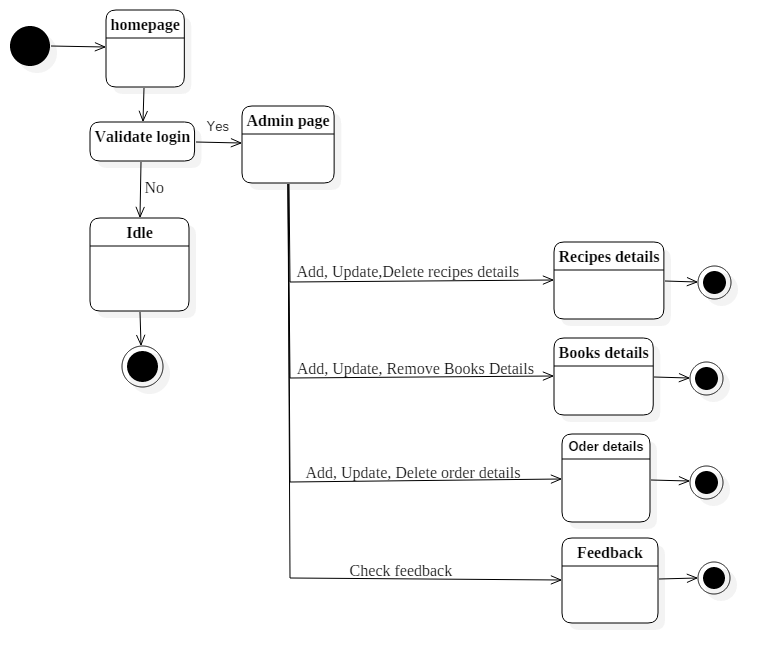 homepage
Validate login
Yes
Admin page
No
Idle
Add, Update,Delete recipes details
Recipes details
Add, Update, Remove Books Details
Books details
Add, Update, Delete order details
Oder details
Check feedback
Feedback